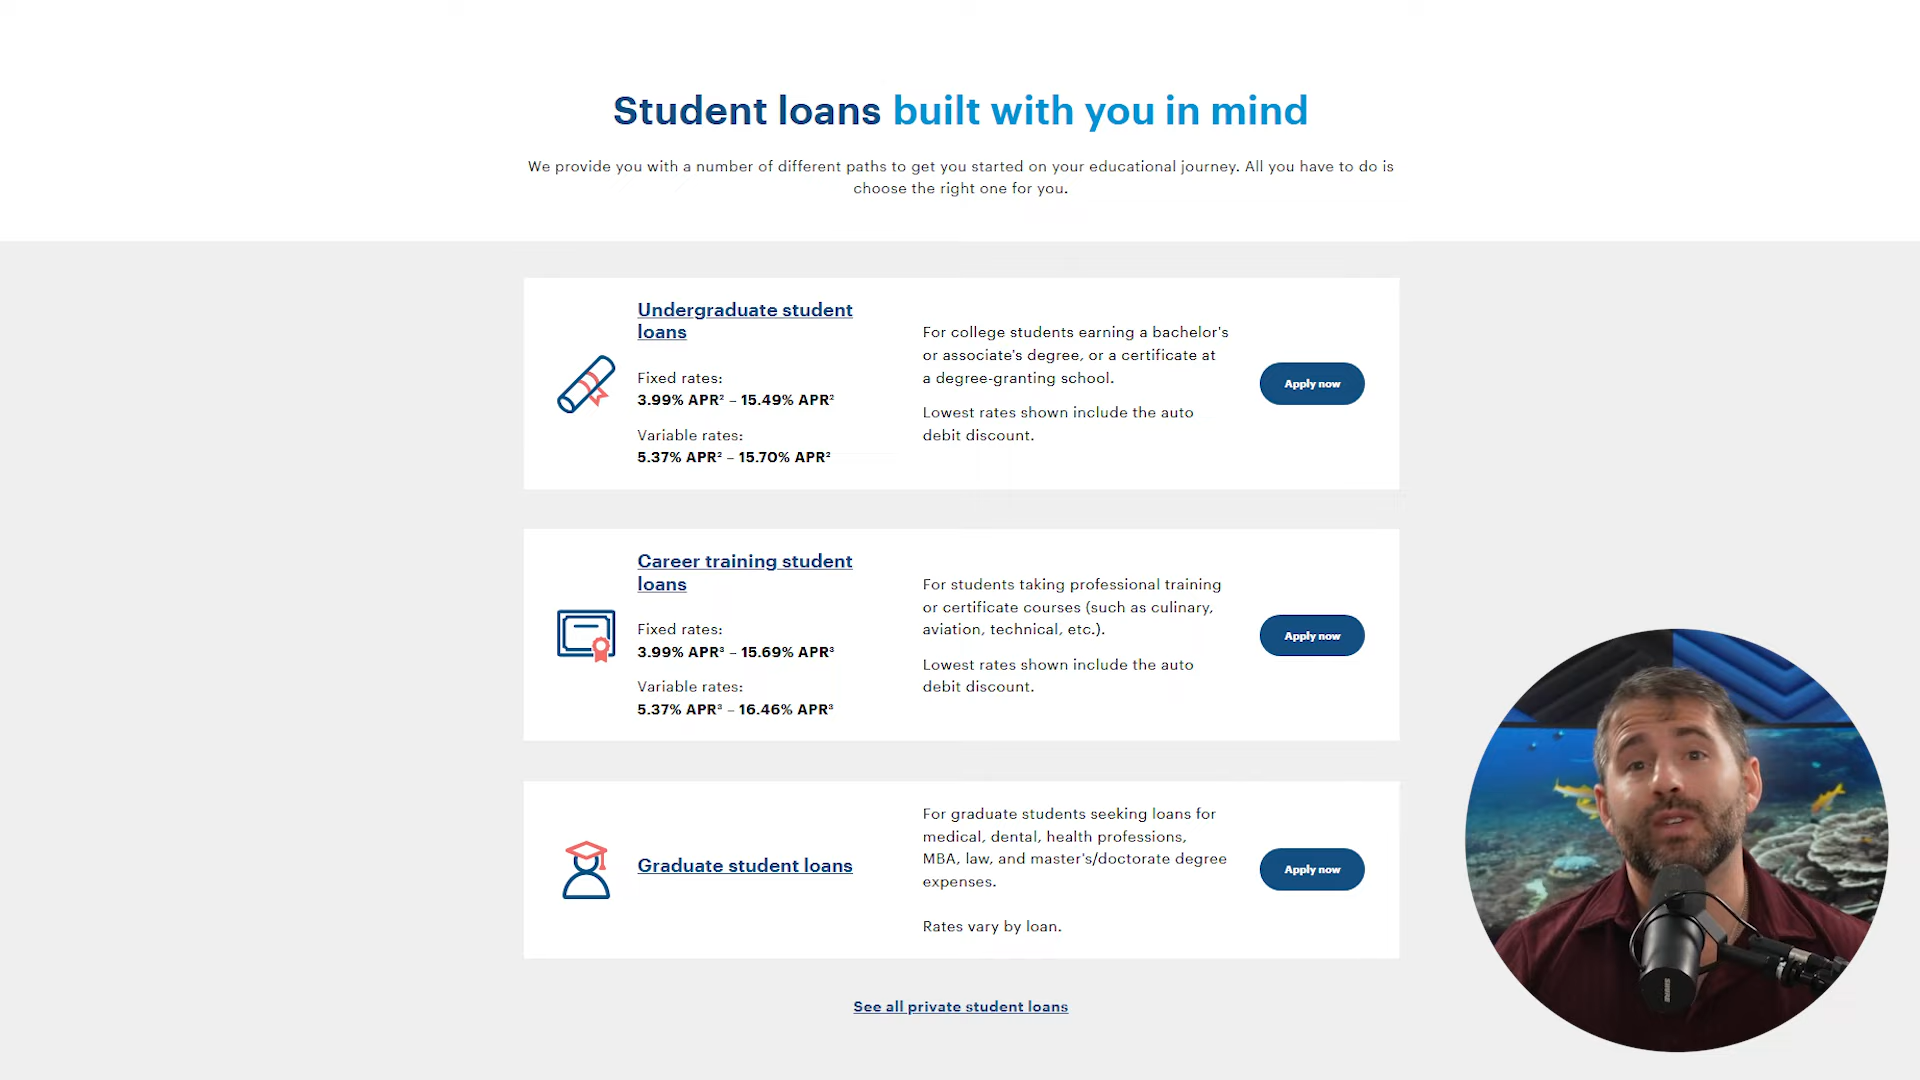 Student loans built with you in mind
We provide you with a number of different paths to get you started on your educational journey. All you have to do is
choose the right one for you.
Undergraduate student
loans
Fixed rates:
3.99% APR² – 15.49% APR²
Variable rates:
5.37% APR² – 15.70% APR²
For college students earning a bachelor's
or associate's degree, or a certificate at
a degree-granting school.
Lowest rates shown include the auto
debit discount.
Apply now
Career training student
loans
Fixed rates:
3.99% APR³ – 15.69% APR³
Variable rates:
5.37% APR³ – 16.46% APR³
For students taking professional training
or certificate courses (such as culinary,
aviation, technical, etc.).
Lowest rates shown include the auto
debit discount.
Apply now
Graduate student loans
For graduate students seeking loans for
medical, dental, health professions,
MBA, law, and master's/doctorate degree
expenses.
Rates vary by loan.
Apply now
See all private student loans
SHURE